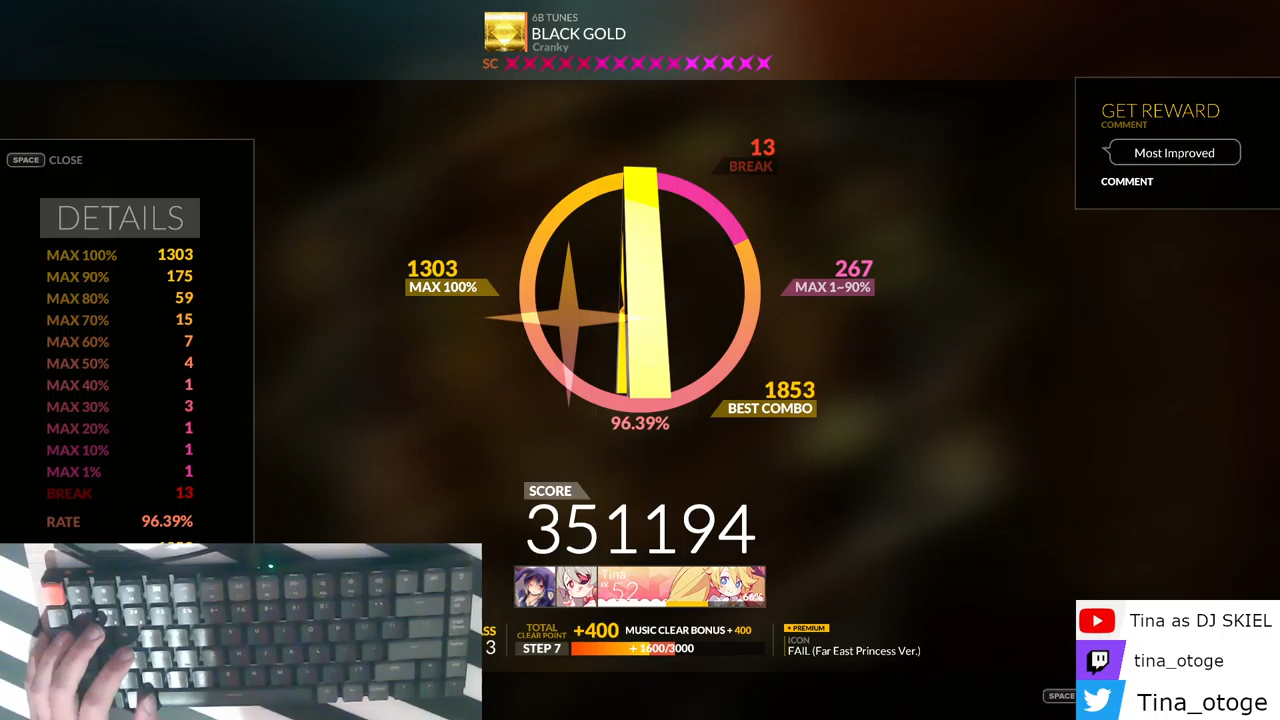 6B TUNES
BLACK GOLD
Cranky
SC
GET REWARD
COMMENT
Most Improved
COMMENT
SPACE CLOSE
DETAILS
MAX 100% 1303
MAX 90% 175
MAX 80% 59
MAX 70% 15
MAX 60% 7
MAX 50% 4
MAX 40% 1
MAX 30% 3
MAX 20% 1
MAX 10% 1
MAX 1% 1
BREAK 13
RATE 96.39%
13
BREAK
1303
MAX 100%
267
MAX 1~90%
1853
BEST COMBO
96.39%
SCORE
351194
Tina
LV. 52
66%
SS
3
TOTAL
CLEAR POINT
+400 MUSIC CLEAR BONUS + 400
STEP 7 + 1600/3000
PREMIUM
ICON
FAIL (Far East Princess Ver.)
SPACE
Tina as DJ SKIEL
tina_otoge
Tina_otoge